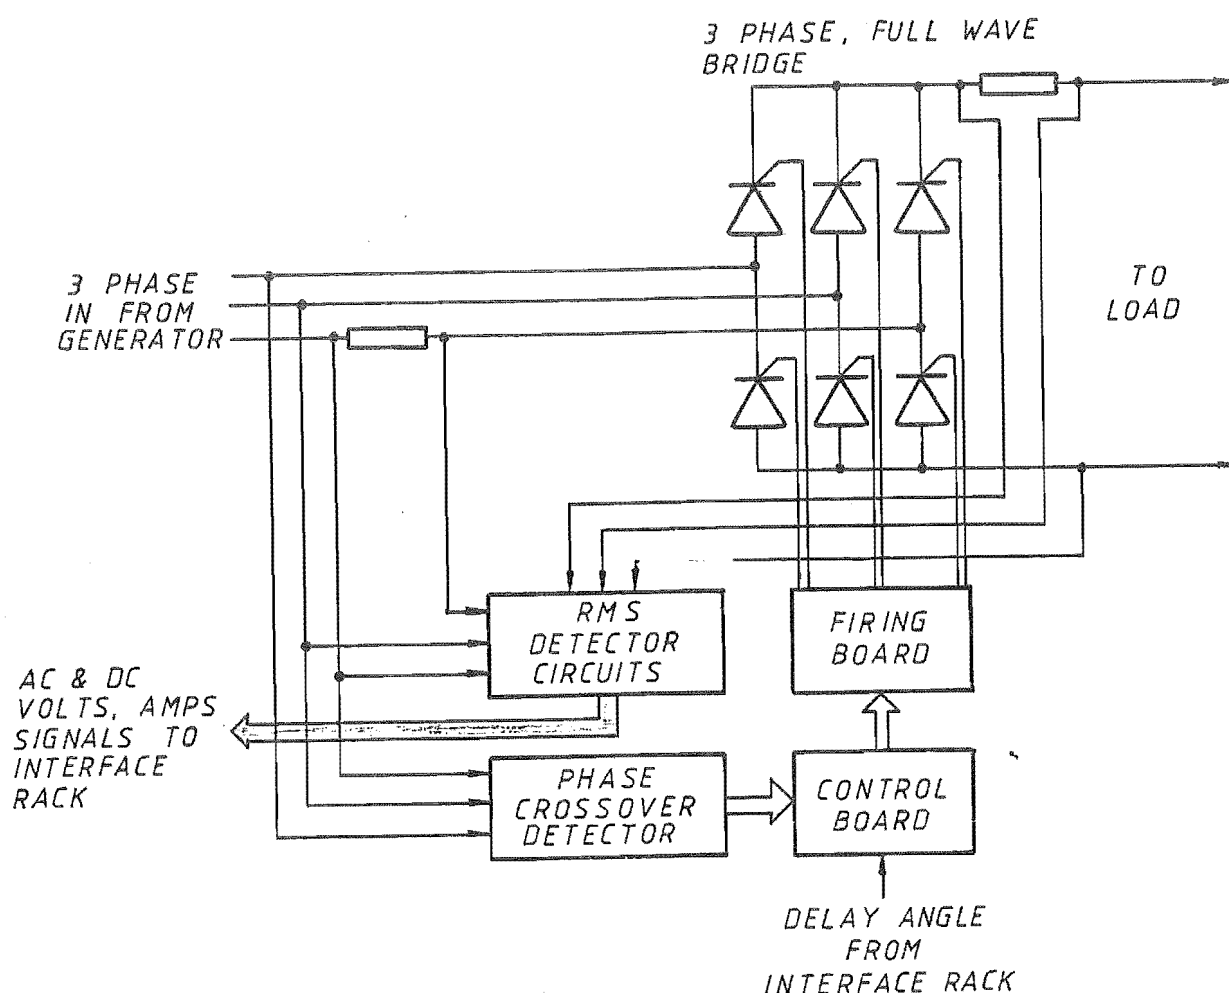 3 PHASE, FULL WAVE
BRIDGE
3 PHASE
IN FROM
GENERATOR
TO
LOAD
RMS
DETECTOR
CIRCUITS
FIRING
BOARD
AC & DC
VOLTS, AMPS
SIGNALS TO
INTERFACE
RACK
PHASE
CROSSOVER
DETECTOR
CONTROL
BOARD
DELAY ANGLE
FROM
INTERFACE RACK